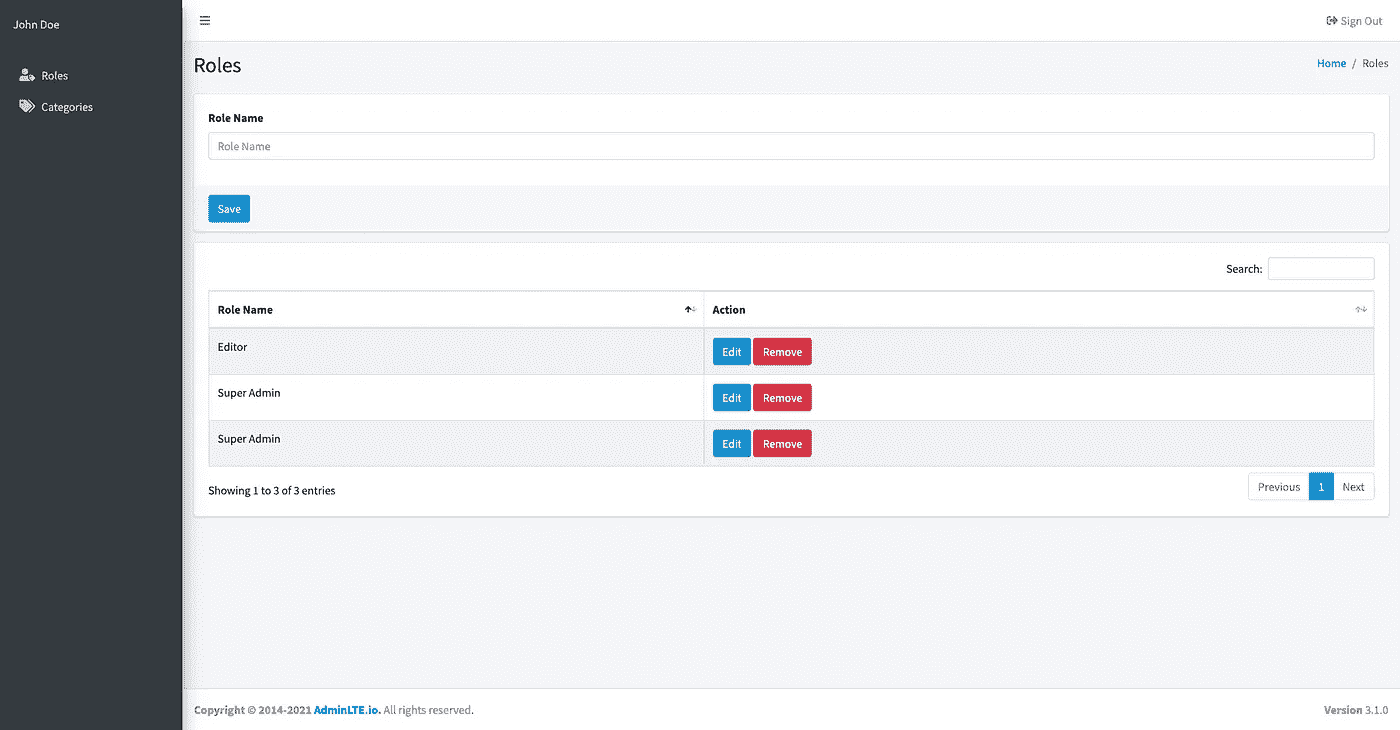 John Doe
Sign Out
Roles
Categories
Roles
Home / Roles
Role Name
Role Name
Save
Search:
Role Name Action
Editor Edit Remove
Super Admin Edit Remove
Super Admin Edit Remove
Showing 1 to 3 of 3 entries
Previous 1 Next
Copyright © 2014-2021 AdminLTE.io. All rights reserved.
Version 3.1.0